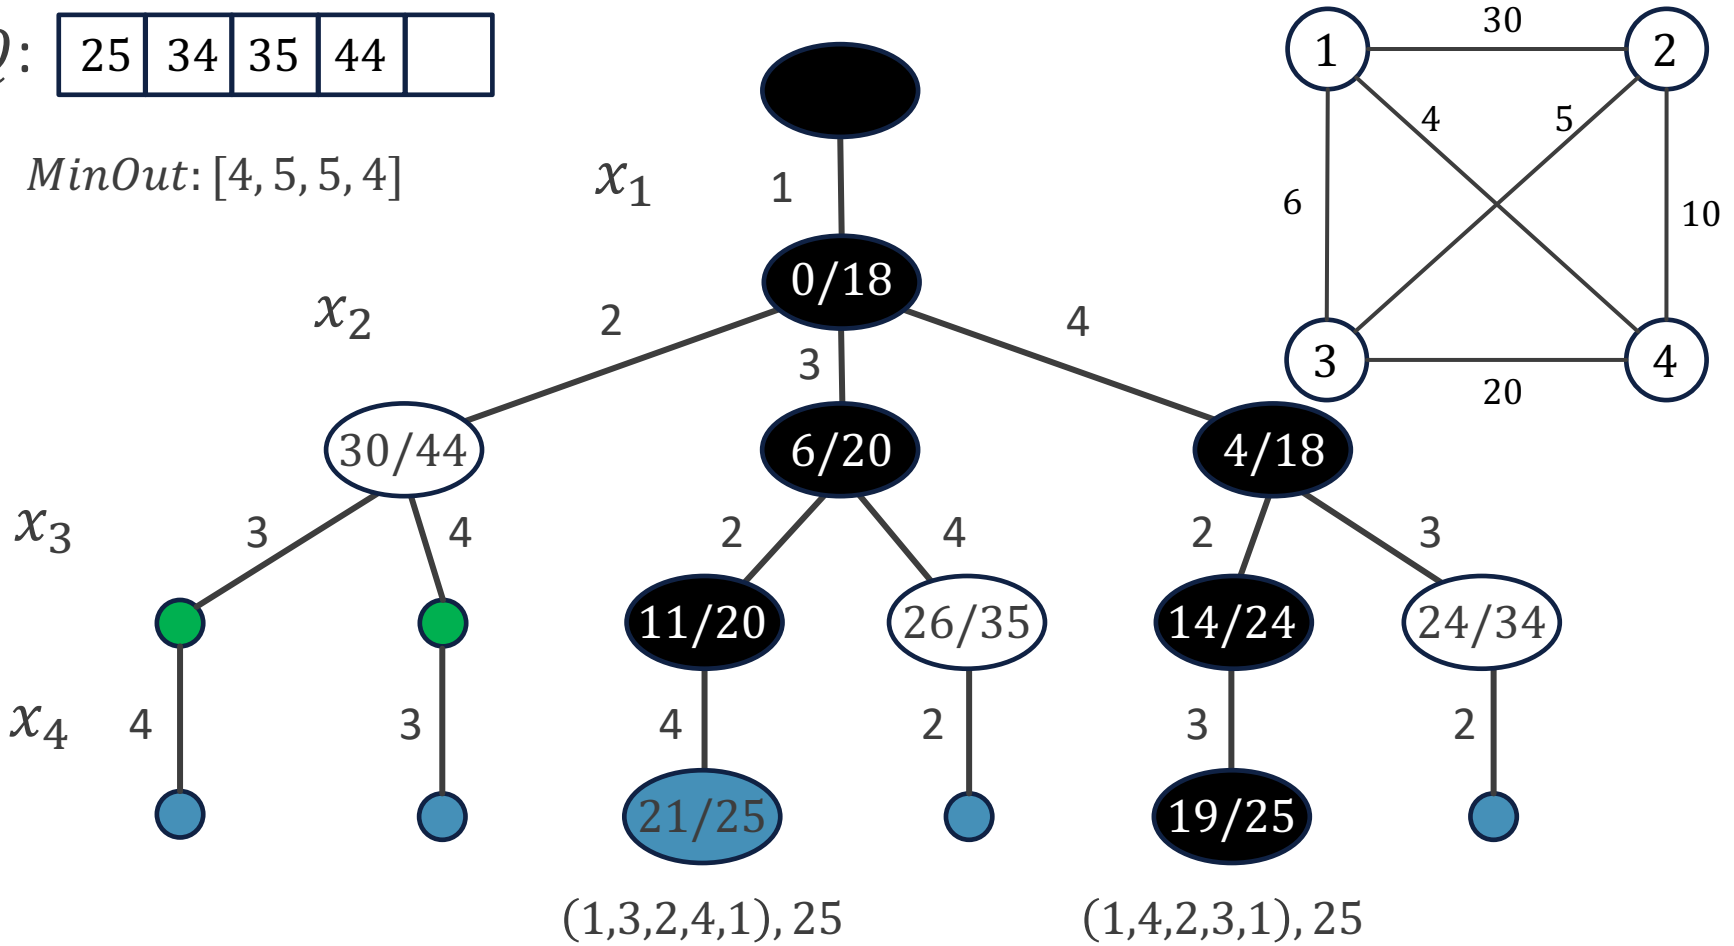 Q: 25 34 35 44
MinOut: [4, 5, 5, 4]
1 30 2
4 5
6 10
3 20 4
x₁ 1
0/18
x₂ 2 3 4
30/44 6/20 4/18
x₃ 3 4 2 4 2 3
11/20 26/35 14/24 24/34
x₄ 4 3 4 2 3 2
21/25 19/25
(1,3,2,4,1), 25 (1,4,2,3,1), 25